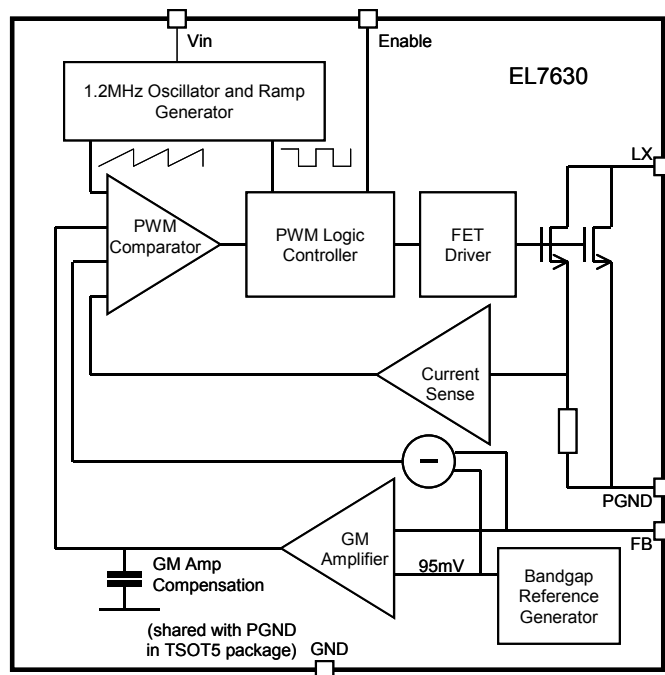 Vin
Enable
EL7630
1.2MHz Oscillator and Ramp
Generator
LX
PWM
Comparator
PWM Logic
Controller
FET
Driver
Current
Sense
–
PGND
FB
GM
Amplifier
95mV
Bandgap
Reference
Generator
GM Amp
Compensation
(shared with PGND
in TSOT5 package)
GND